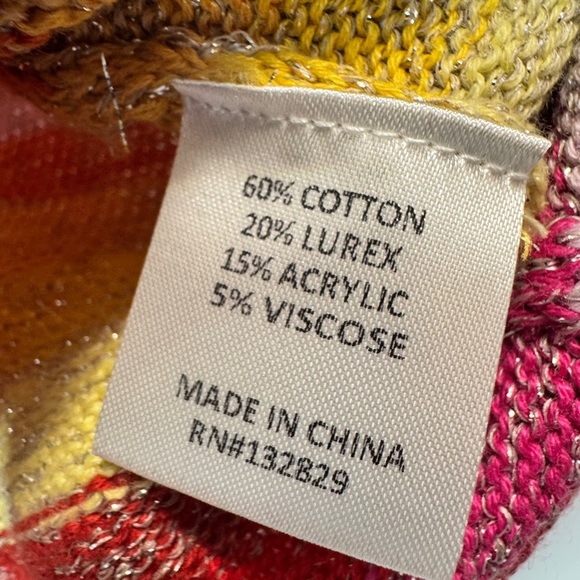 60% COTTON
20% LUREX
15% ACRYLIC
5% VISCOSE
MADE IN CHINA
RN#132829